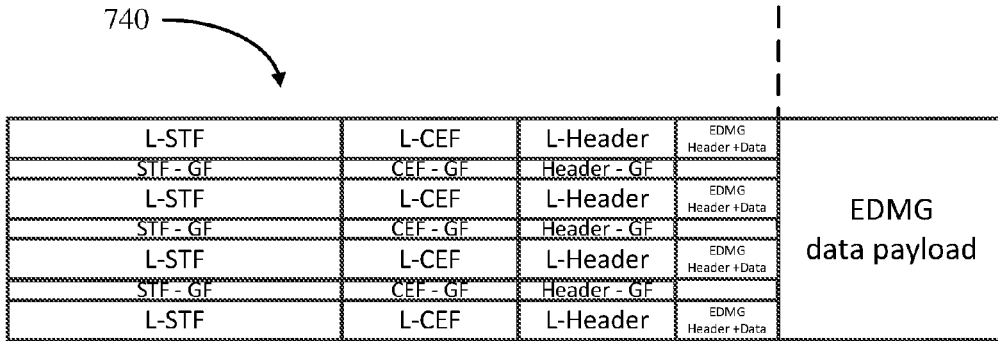 740
L-STF L-CEF L-Header EDMG
Header +Data
STF - GF CEF - GF Header - GF
L-STF L-CEF L-Header EDMG
Header +Data
STF - GF CEF - GF Header - GF
L-STF L-CEF L-Header EDMG
Header +Data
STF - GF CEF - GF Header - GF
L-STF L-CEF L-Header EDMG
Header +Data
EDMG
data payload